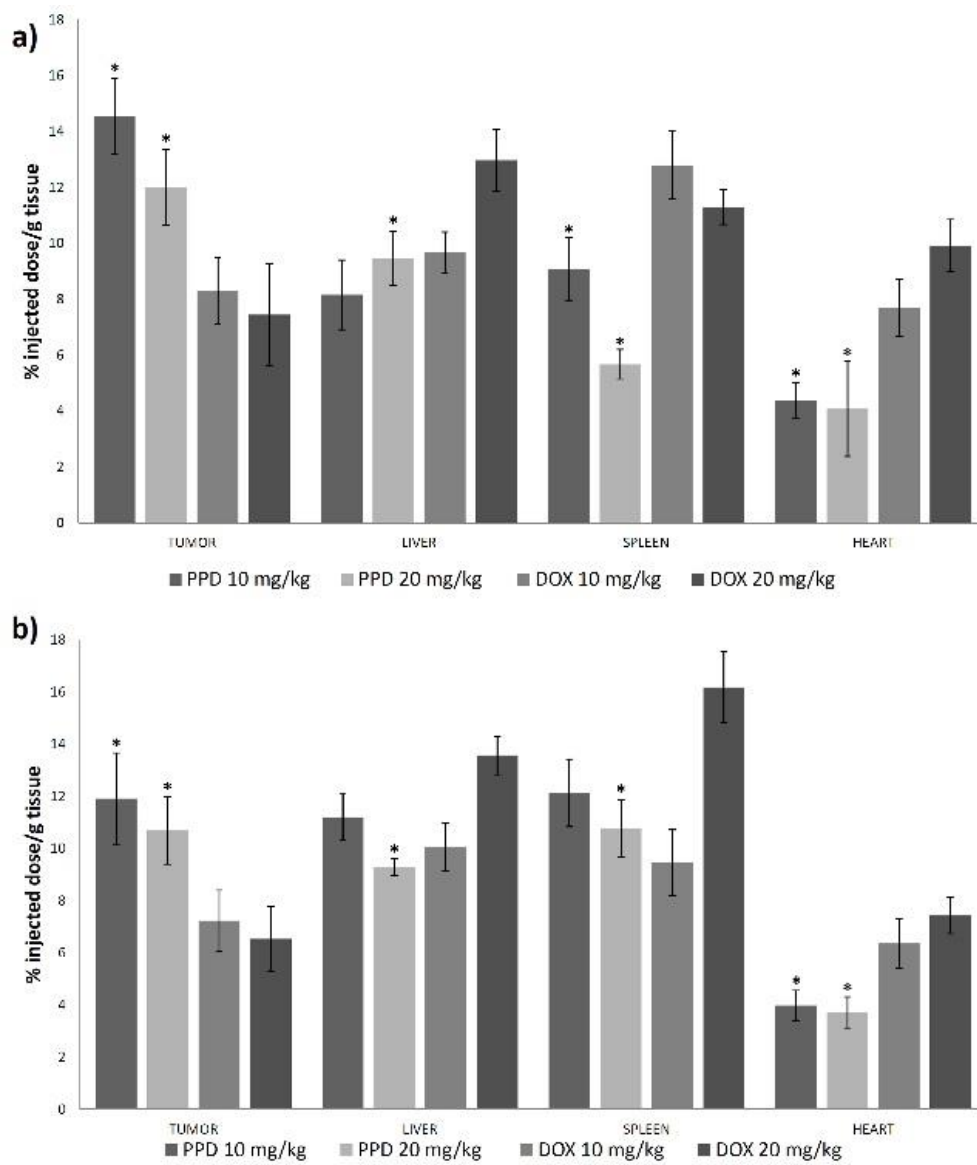 a)
% injected dose/g tissue
18
16
14
12
10
8
6
4
2
0
* * * * * * *
TUMOR LIVER SPLEEN HEART
PPD 10 mg/kg PPD 20 mg/kg DOX 10 mg/kg DOX 20 mg/kg
b)
% injected dose/g tissue
18
16
14
12
10
8
6
4
2
0
* * * * * *
TUMOR LIVER SPLEEN HEART
PPD 10 mg/kg PPD 20 mg/kg DOX 10 mg/kg DOX 20 mg/kg